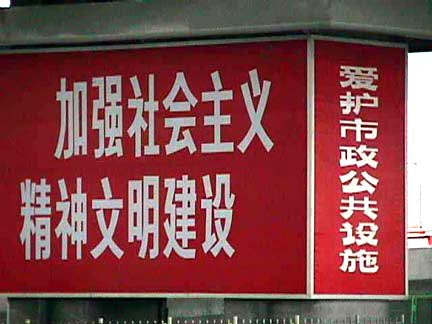 加强社会主义
精神文明建设
爱护市政公共设施